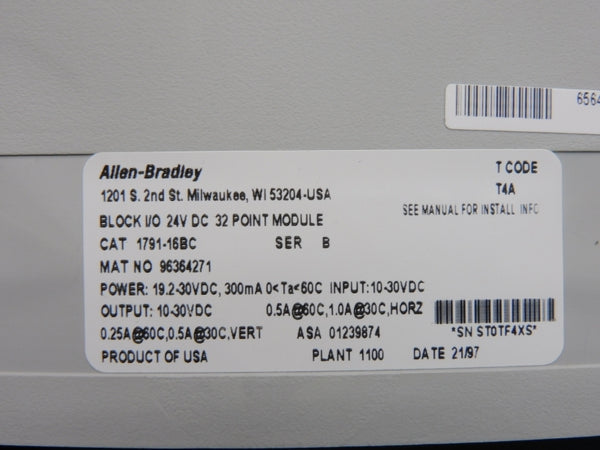 6564
Allen-Bradley
T CODE
1201 S. 2nd St. Milwaukee, WI 53204-USA
T4A
SEE MANUAL FOR INSTALL INFO
BLOCK I/O 24V DC 32 POINT MODULE
CAT 1791-16BC SER B
MAT NO 96364271
POWER: 19.2-30VDC, 300mA 0<Ta<60C INPUT:10-30VDC
OUTPUT: 10-30VDC 0.5A@60C,1.0A@30C,HORZ
0.25A@60C,0.5A@30C,VERT ASA 01239874
*SN ST0TF4XS*
PRODUCT OF USA PLANT 1100 DATE 21/97